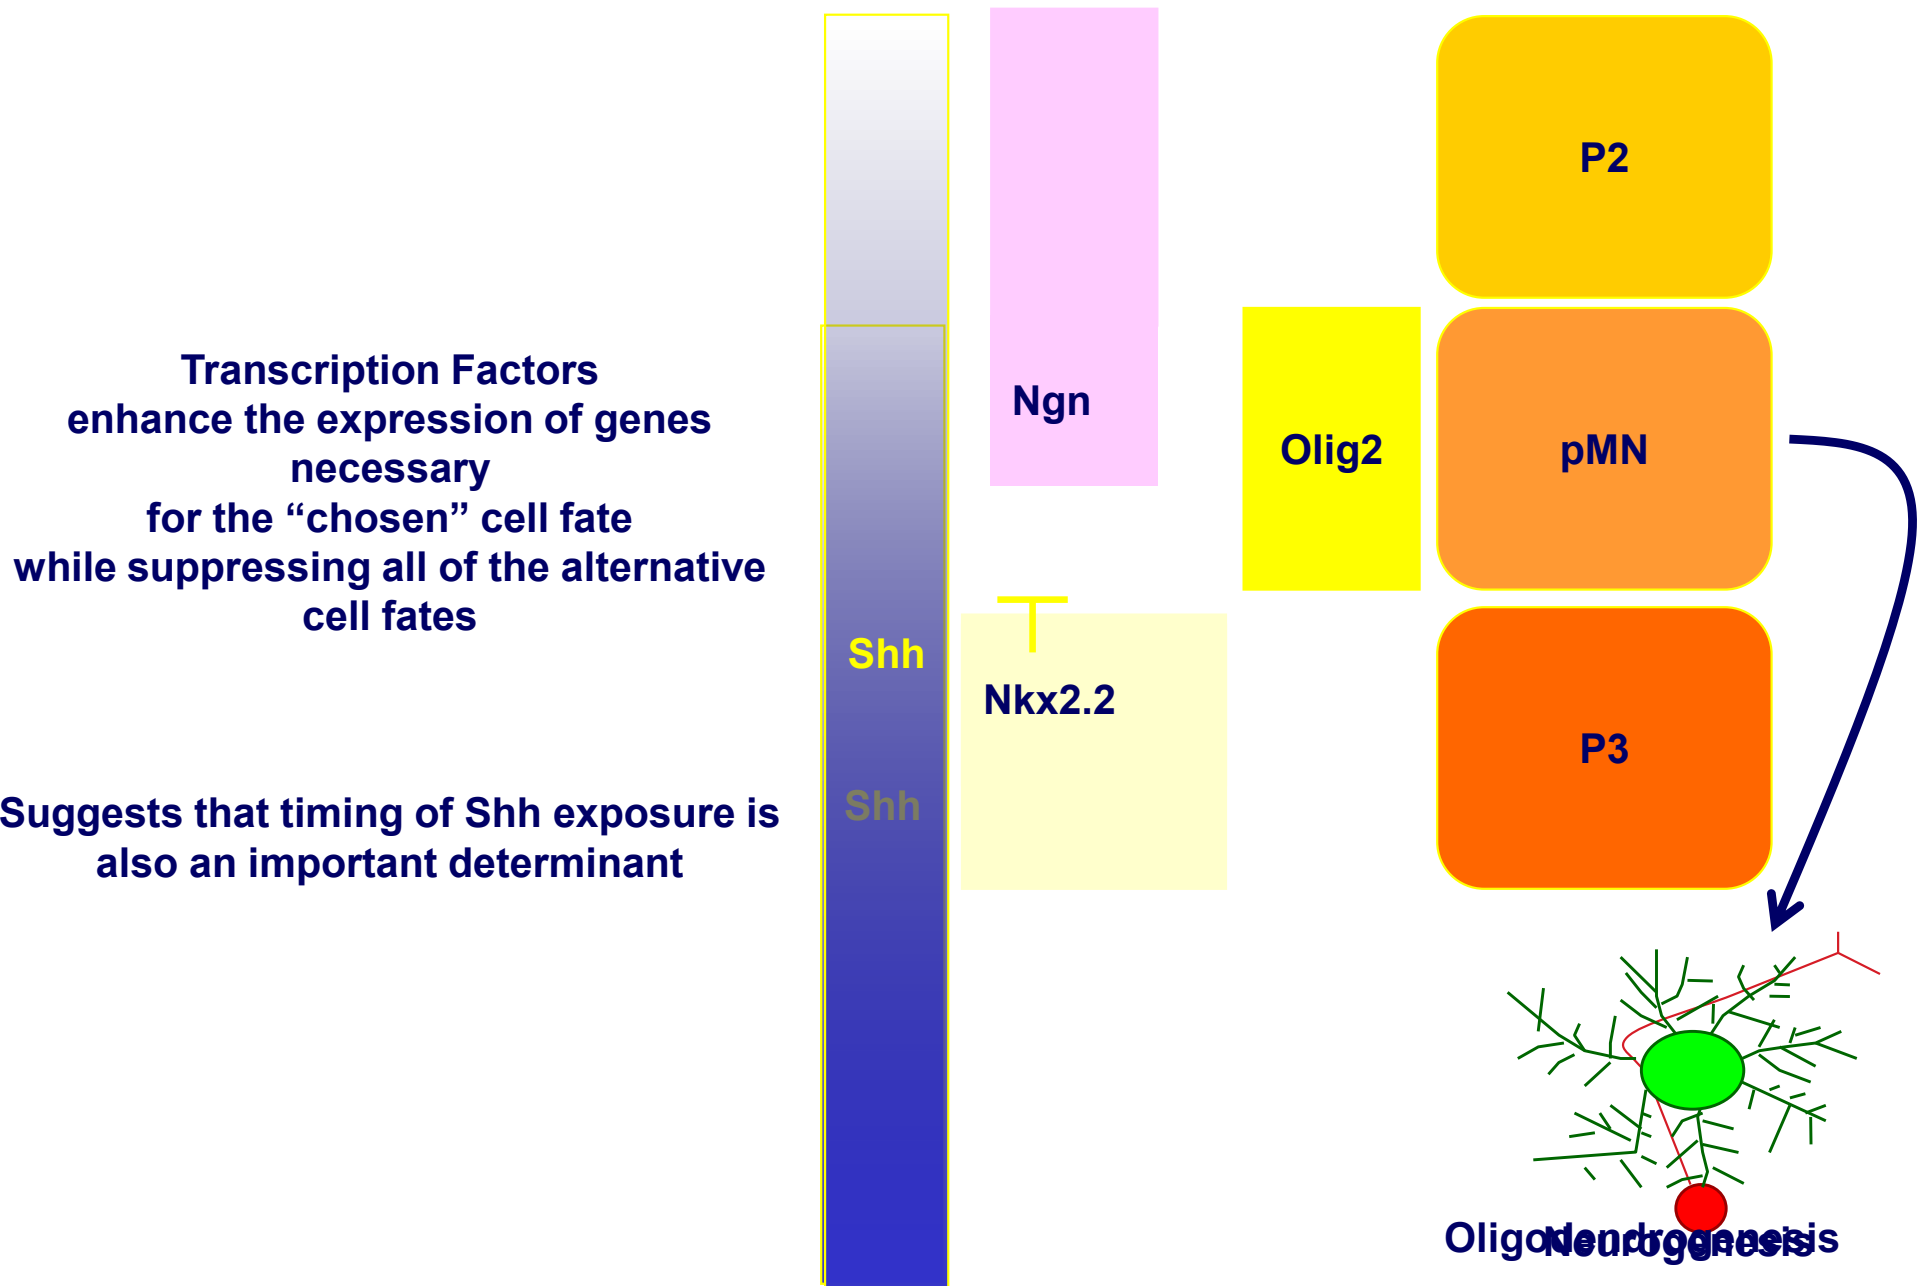 Transcription Factors
enhance the expression of genes
necessary
for the “chosen” cell fate
while suppressing all of the alternative
cell fates
Suggests that timing of Shh exposure is
also an important determinant
Shh
Shh
Ngn
Nkx2.2
Olig2
P2
pMN
P3
Oligodendrogenesis
Neurogenesis